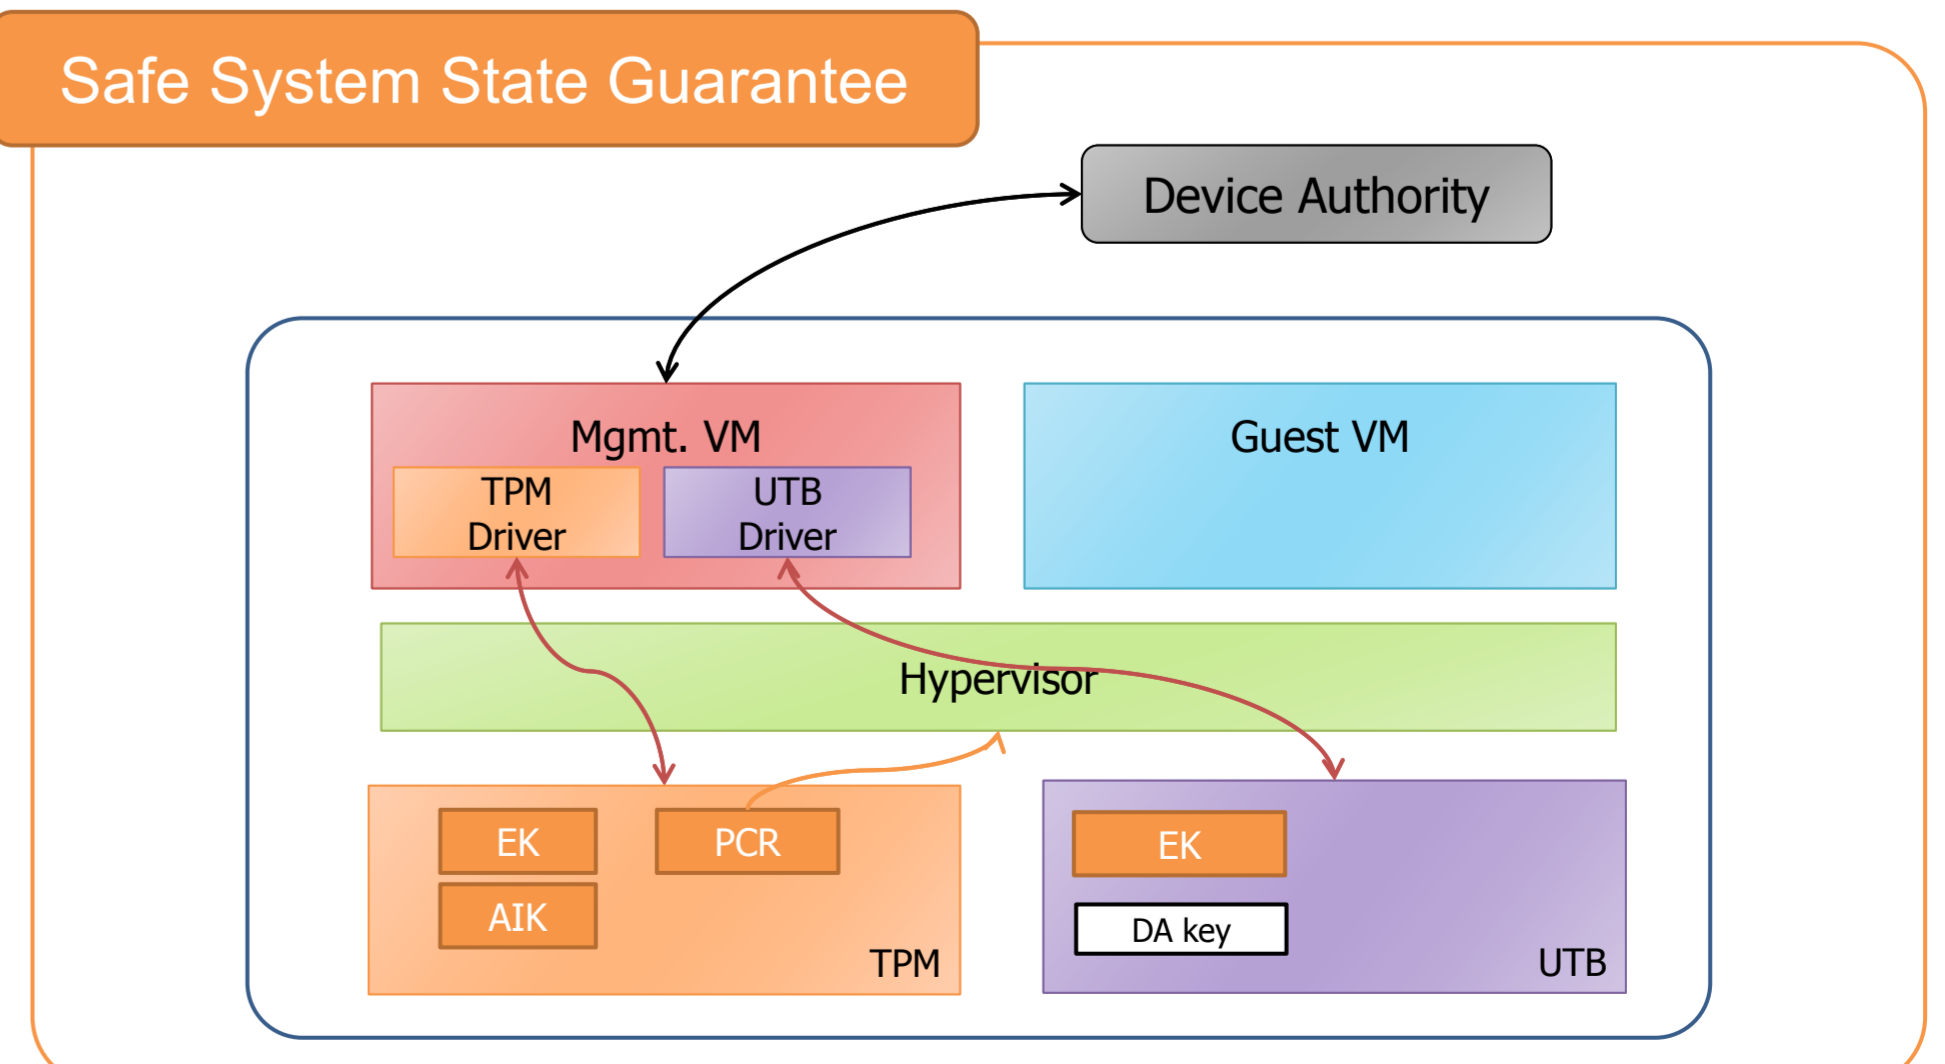 Safe System State Guarantee
Device Authority
Mgmt. VM
Guest VM
TPM
Driver
UTB
Driver
Hypervisor
EK
PCR
AIK
TPM
EK
DA key
UTB